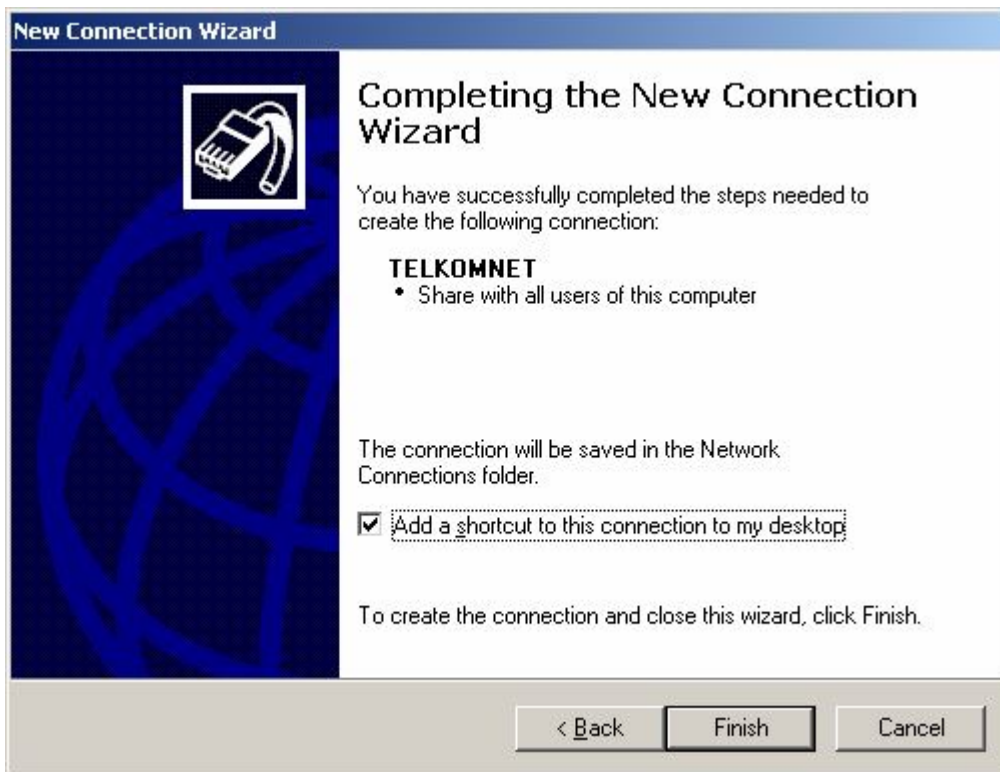 New Connection Wizard
Completing the New Connection
Wizard
You have successfully completed the steps needed to
create the following connection:
TELKOMNET
• Share with all users of this computer
The connection will be saved in the Network
Connections folder.
Add a shortcut to this connection to my desktop
To create the connection and close this wizard, click Finish.
< Back Finish Cancel